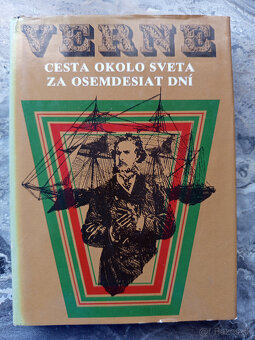 VERNE
CESTA OKOLO SVETA
ZA OSEMDESIAT DNÍ